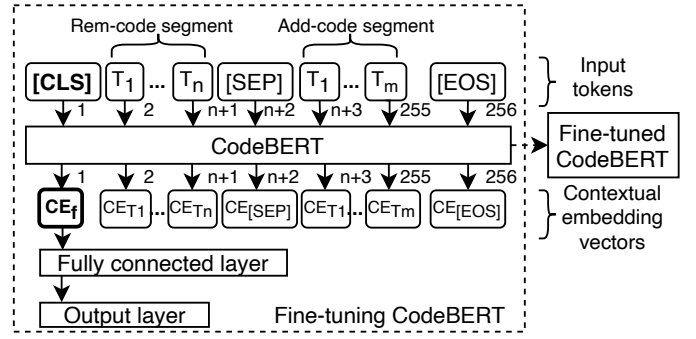 Rem-code segment Add-code segment
[CLS] T1 ... Tn [SEP] T1 ... Tm [EOS] Input tokens
1 2 n+1 n+2 n+3 255 256
CodeBERT
Fine-tuned
CodeBERT
1 2 n+1 n+2 n+3 255 256
CEf CET1 ... CETn CE[SEP] CET1 ... CETm CE[EOS]
Contextual
embedding
vectors
Fully connected layer
Output layer
Fine-tuning CodeBERT